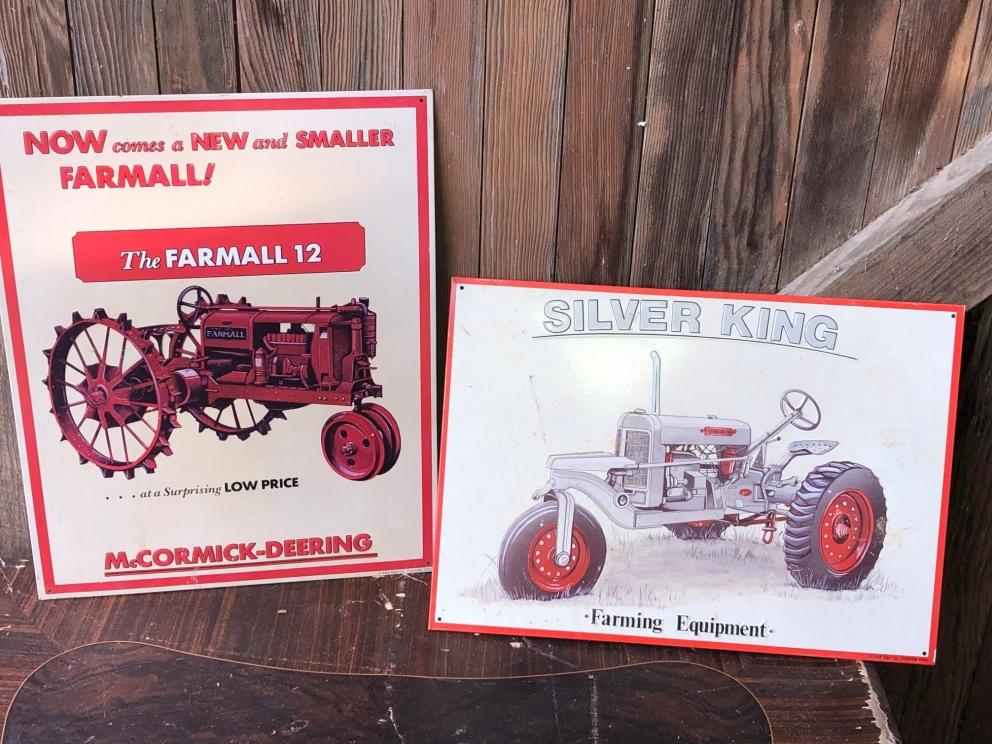 NOW comes a NEW and SMALLER
FARMALL!
The FARMALL 12
FARMALL
. . . at a Surprising LOW PRICE
McCORMICK-DEERING
SILVER KING
·Farming Equipment·